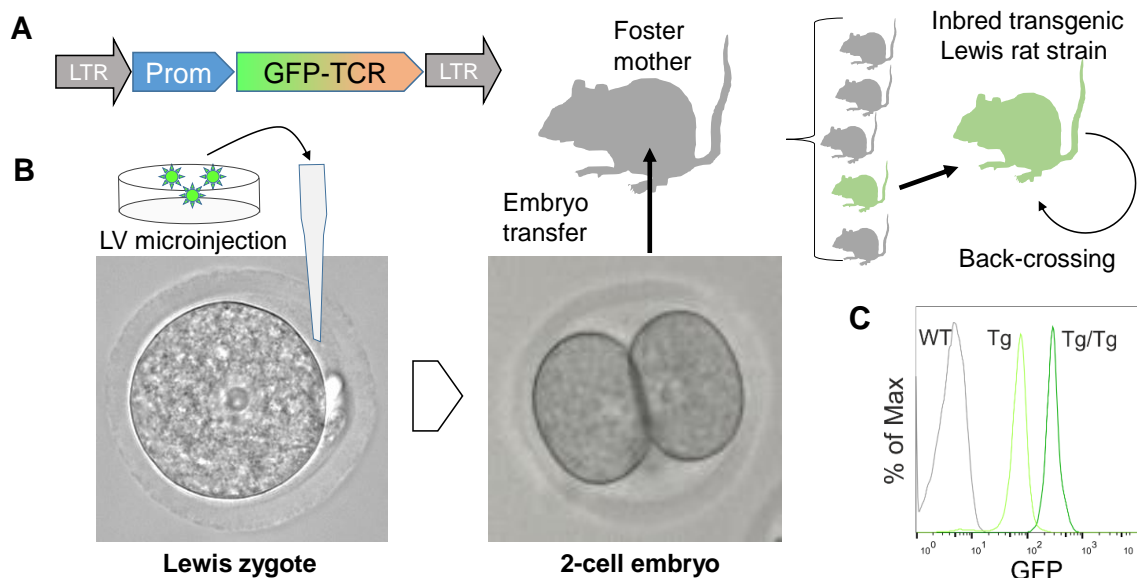 A
LTR
Prom
GFP-TCR
LTR
Foster
mother
Inbred transgenic
Lewis rat strain
B
LV microinjection
Embryo
transfer
Back-crossing
Lewis zygote
2-cell embryo
C
WT
Tg
Tg/Tg
% of Max
10⁰
10¹
10²
10³
GFP